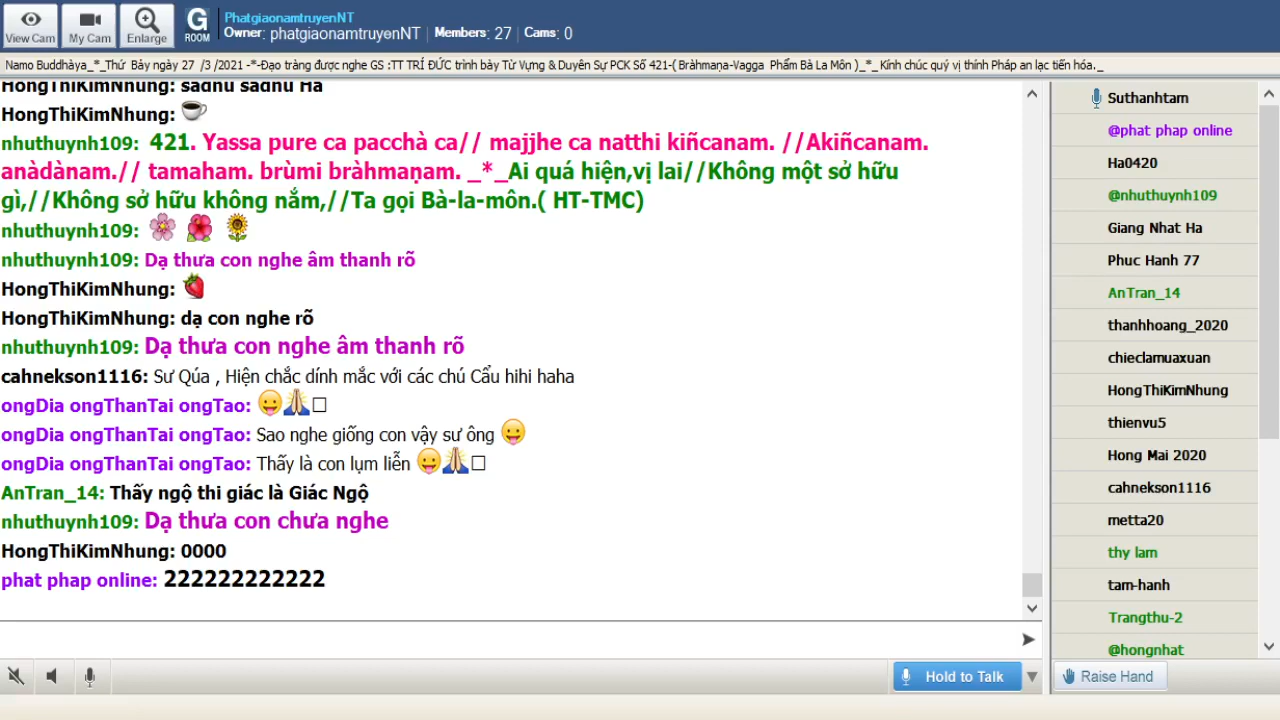 View Cam
My Cam
Enlarge
G
ROOM
PhatgiaonamtruyenNT
Owner: phatgiaonamtruyenNT | Members: 27 | Cams: 0
Namo Buddhàya_*_Thứ Bảy ngày 27 /3 /2021 -*-Đạo tràng được nghe GS :TT TRÍ ĐỨC trình bày Từ Vựng & Duyên Sự PCK Số 421-( Bràhmaṇa-Vagga Phẩm Bà La Môn )_*_ Kính chúc quý vị thính Pháp an lạc tiến hóa._
HongThiKimNhung: sadhu sadhu Ha
HongThiKimNhung: ☕
nhuthuynh109: 421. Yassa pure ca pacchà ca// majjhe ca natthi kiñcanam. //Akiñcanam.
anàdànam.// tamaham. brùmi bràhmaṇam. _*_Ai quá hiện,vị lai//Không một sở hữu
gì,//Không sở hữu không nắm,//Ta gọi Bà-la-môn.( HT-TMC)
nhuthuynh109: 🌸 🌺 🌻
nhuthuynh109: Dạ thưa con nghe âm thanh rõ
HongThiKimNhung: 🍓
HongThiKimNhung: dạ con nghe rõ
nhuthuynh109: Dạ thưa con nghe âm thanh rõ
cahnekson1116: Sư Qúa , Hiện chắc dính mắc với các chú Cẩu hihi haha
ongDia ongThanTai ongTao: 😛🙏□
ongDia ongThanTai ongTao: Sao nghe giống con vậy sư ông 😛
ongDia ongThanTai ongTao: Thấy là con lụm liễn 😛🙏□
AnTran_14: Thấy ngộ thi giác là Giác Ngộ
nhuthuynh109: Dạ thưa con chưa nghe
HongThiKimNhung: 0000
phat phap online: 222222222222
Suthanhtam
@phat phap online
Ha0420
@nhuthuynh109
Giang Nhat Ha
Phuc Hanh 77
AnTran_14
thanhhoang_2020
chieclamuaxuan
HongThiKimNhung
thienvu5
Hong Mai 2020
cahnekson1116
metta20
thy lam
tam-hanh
Trangthu-2
@hongnhat
Hold to Talk
Raise Hand